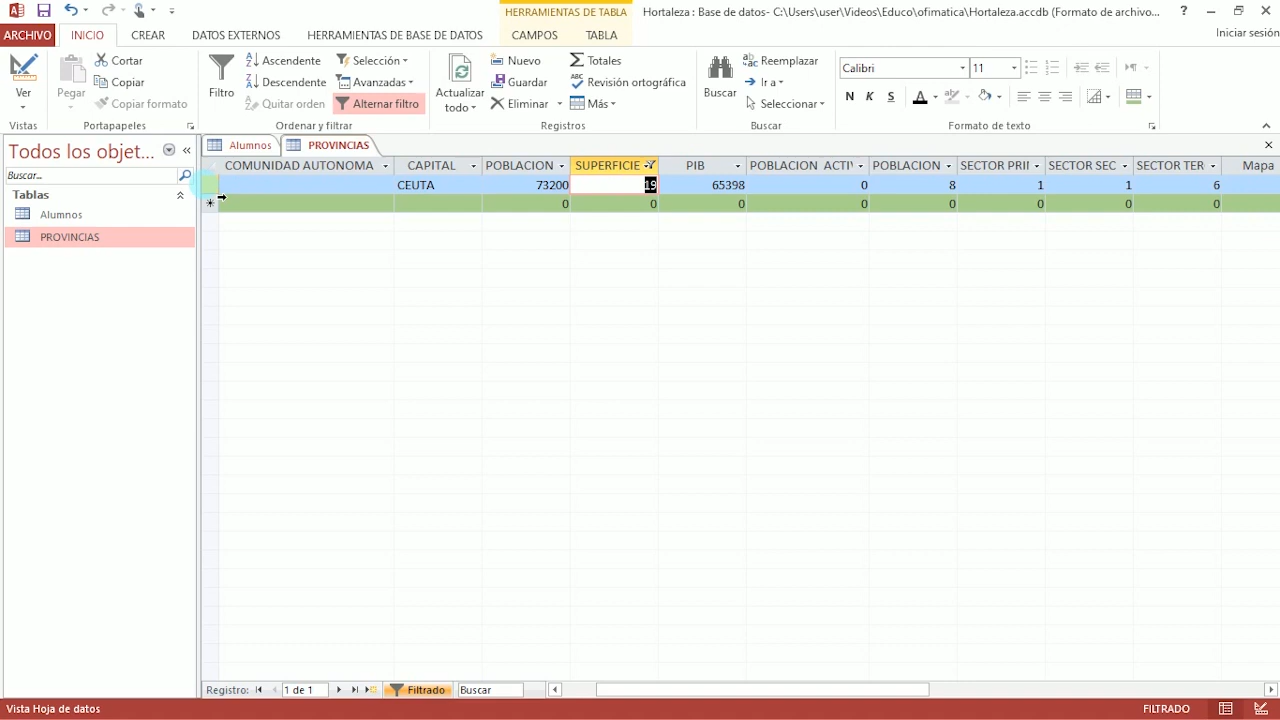 HERRAMIENTAS DE TABLA
Hortaleza : Base de datos- C:\Users\user\Videos\Educo\ofimatica\Hortaleza.accdb (Formato de archivo...
ARCHIVO INICIO CREAR DATOS EXTERNOS HERRAMIENTAS DE BASE DE DATOS CAMPOS TABLA Iniciar sesión
Ver
Pegar
Cortar
Copiar
Copiar formato
Filtro
Ascendente
Descendente
Quitar orden
Selección
Avanzadas
Alternar filtro
Actualizar
todo
Nuevo
Guardar
Eliminar
Totales
Revisión ortográfica
Más
Buscar
Reemplazar
Ir a
Seleccionar
Calibri 11
N K S A
Vistas Portapapeles Ordenar y filtrar Registros Buscar Formato de texto
Todos los objet...
Buscar...
Tablas
Alumnos
PROVINCIAS
Alumnos PROVINCIAS
COMUNIDAD AUTONOMA CAPITAL POBLACION SUPERFICIE PIB POBLACION ACTIV POBLACION SECTOR PRII SECTOR SEC SECTOR TER Mapa
CEUTA 73200 19 65398 0 8 1 1 6
0 0 0 0 0 0 0 0
Registro: 1 de 1 Filtrado Buscar
Vista Hoja de datos FILTRADO